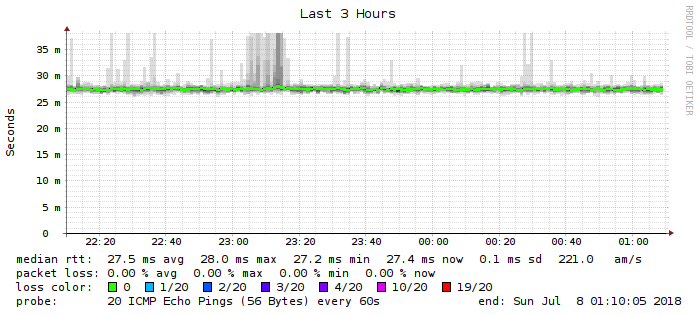 Last 3 Hours
RRDTOOL / TOBI OETIKER
Seconds
35 m
30 m
25 m
20 m
15 m
10 m
5 m
0
22:20 22:40 23:00 23:20 23:40 00:00 00:20 00:40 01:00
median rtt: 27.5 ms avg 28.0 ms max 27.2 ms min 27.4 ms now 0.1 ms sd 221.0 am/s
packet loss: 0.00 % avg 0.00 % max 0.00 % min 0.00 % now
loss color: 0 1/20 2/20 3/20 4/20 10/20 19/20
probe: 20 ICMP Echo Pings (56 Bytes) every 60s end: Sun Jul 8 01:10:05 2018